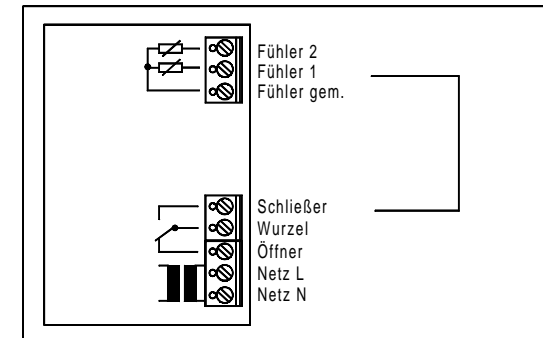 Fühler 2
Fühler 1
Fühler gem.
Schließer
Wurzel
Öffner
Netz L
Netz N